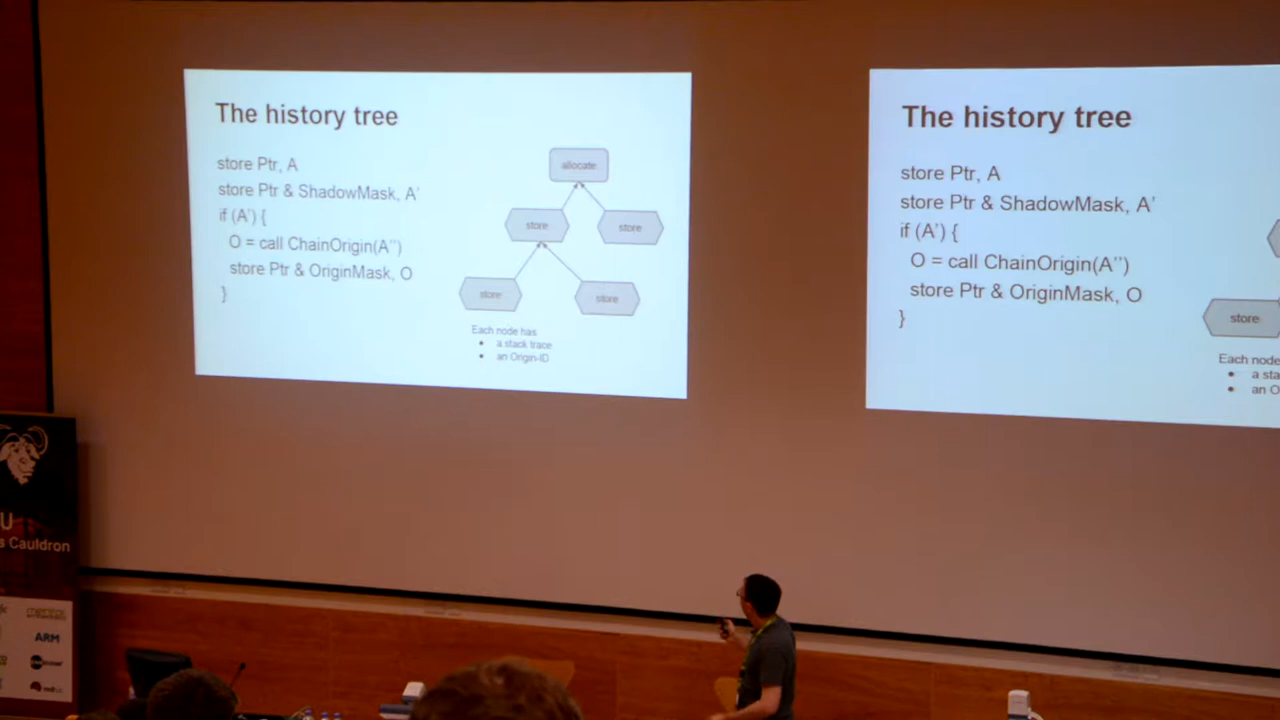 The history tree
store Ptr, A
store Ptr & ShadowMask, A'
if (A') {
O = call ChainOrigin(A'')
store Ptr & OriginMask, O
}
allocate
store
store
store
store
Each node has
• a stack trace
• an Origin-ID
The history tree
store Ptr, A
store Ptr & ShadowMask, A'
if (A') {
O = call ChainOrigin(A'')
store Ptr & OriginMask, O
}
store
Each node
• a sta
• an O
U
s Cauldron
ARM